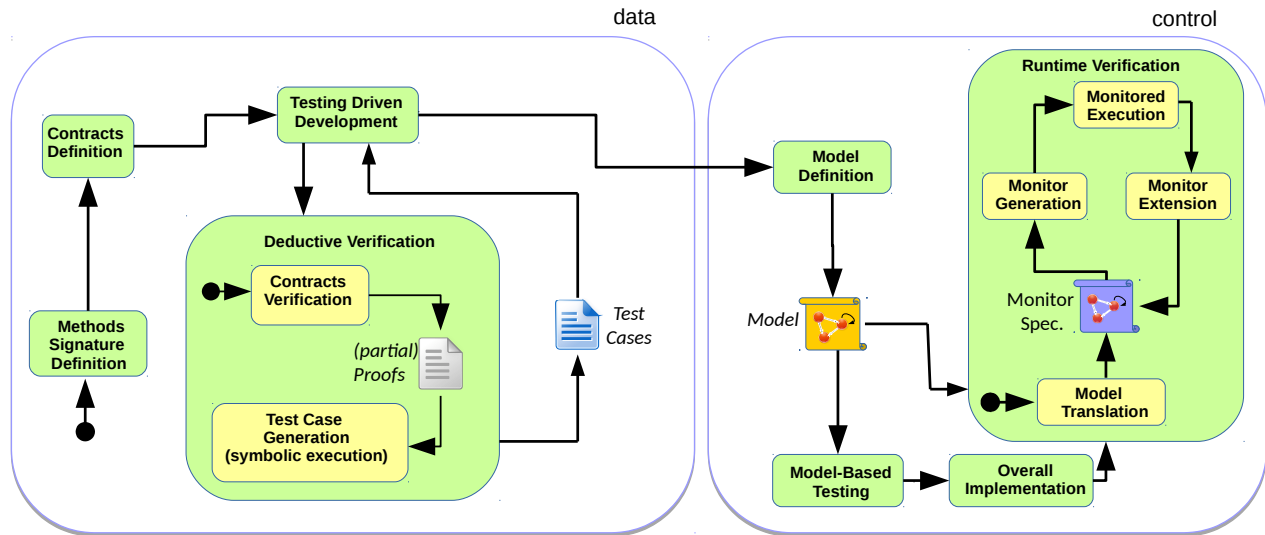 data
control
Testing Driven
Development
Contracts
Definition
Deductive Verification
Contracts
Verification
Methods
Signature
Definition
(partial)
Proofs
Test
Cases
Test Case
Generation
(symbolic execution)
Runtime Verification
Monitored
Execution
Model
Definition
Monitor
Generation
Monitor
Extension
Model
Monitor
Spec.
Model
Translation
Model-Based
Testing
Overall
Implementation